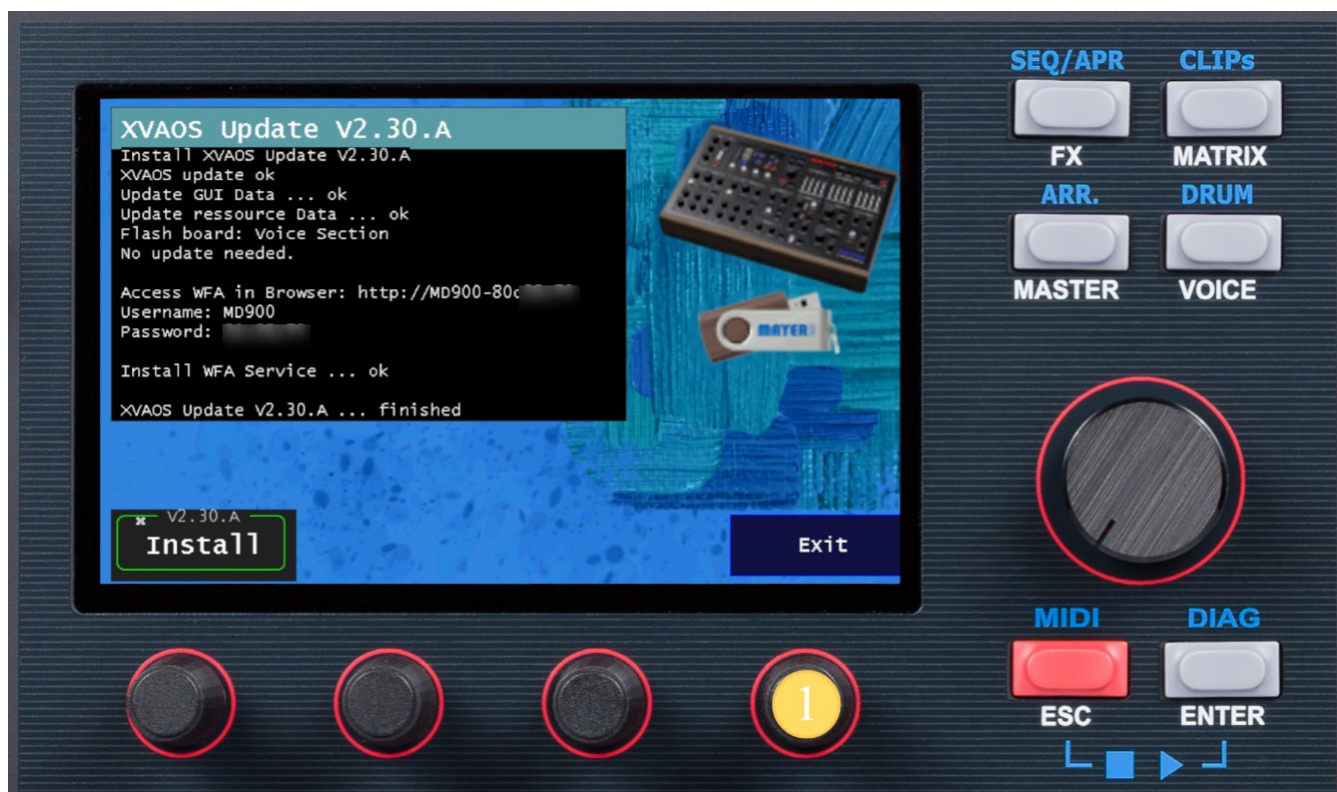 SEQ/APR CLIPs
FX MATRIX
ARR. DRUM
MASTER VOICE
XVAOS Update V2.30.A
Install XVAOS Update V2.30.A
XVAOS update ok
Update GUI Data ... ok
Update ressource Data ... ok
Flash board: Voice Section
No update needed.
Access WFA in Browser: http://MD900-80
Username: MD900
Password:
Install WFA Service ... ok
XVAOS Update V2.30.A ... finished
MAYER
V2.30.A
Install
Exit
MIDI DIAG
1
ESC ENTER